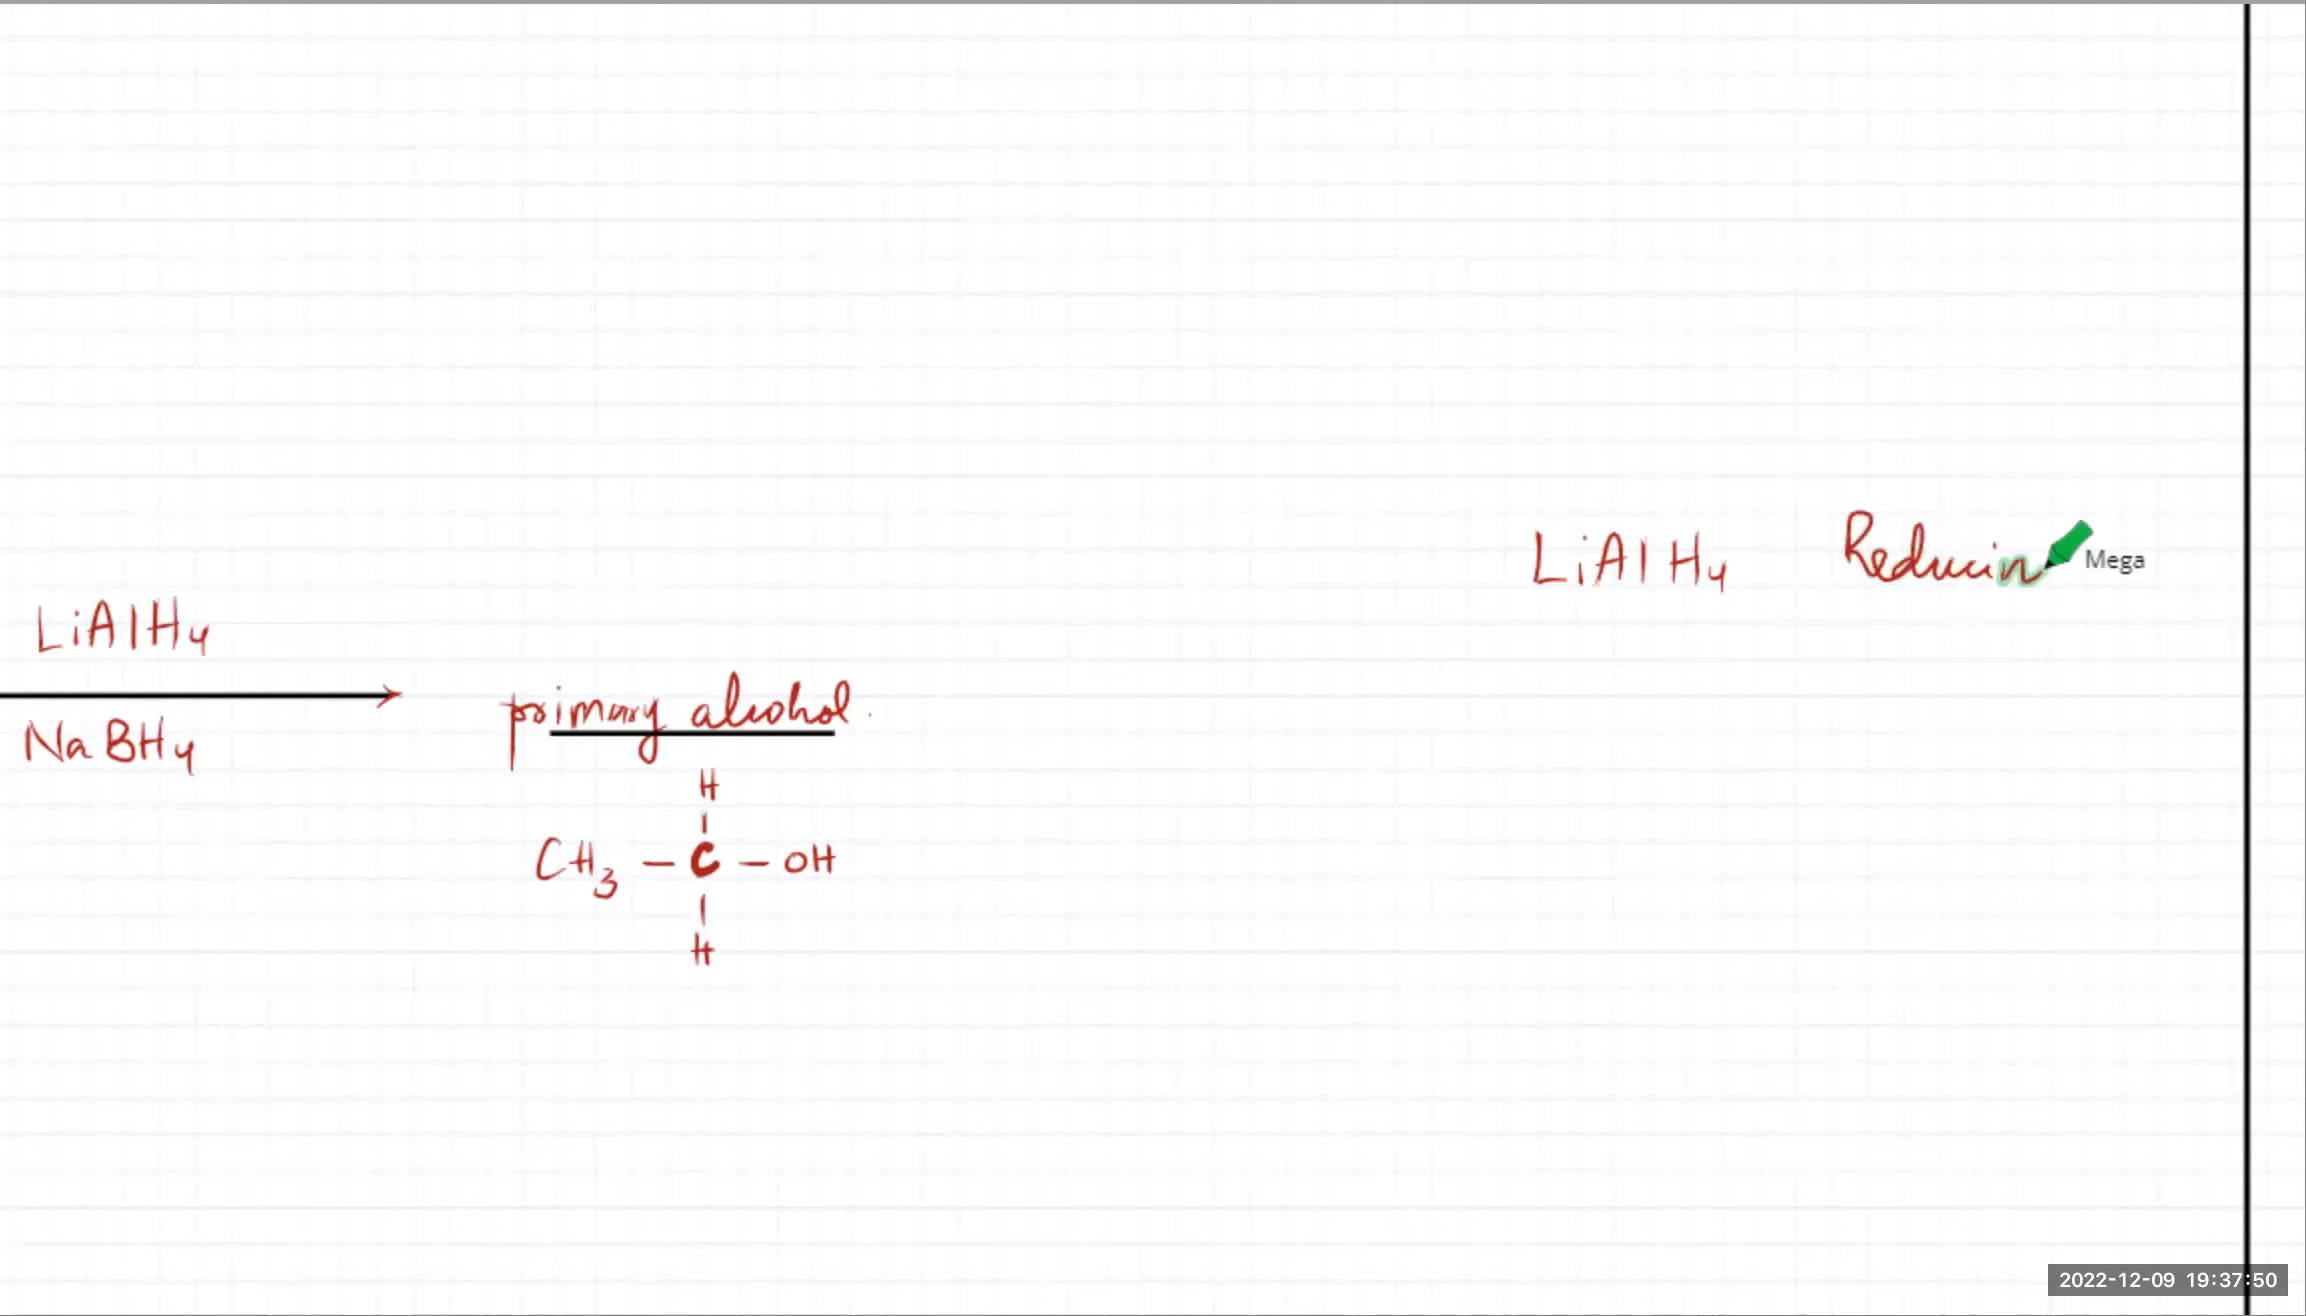 LiAlH4 Reducin Mega
LiAlH4
NaBH4
primary alcohol.
H
CH3 - C - OH
H
2022-12-09 19:37:50